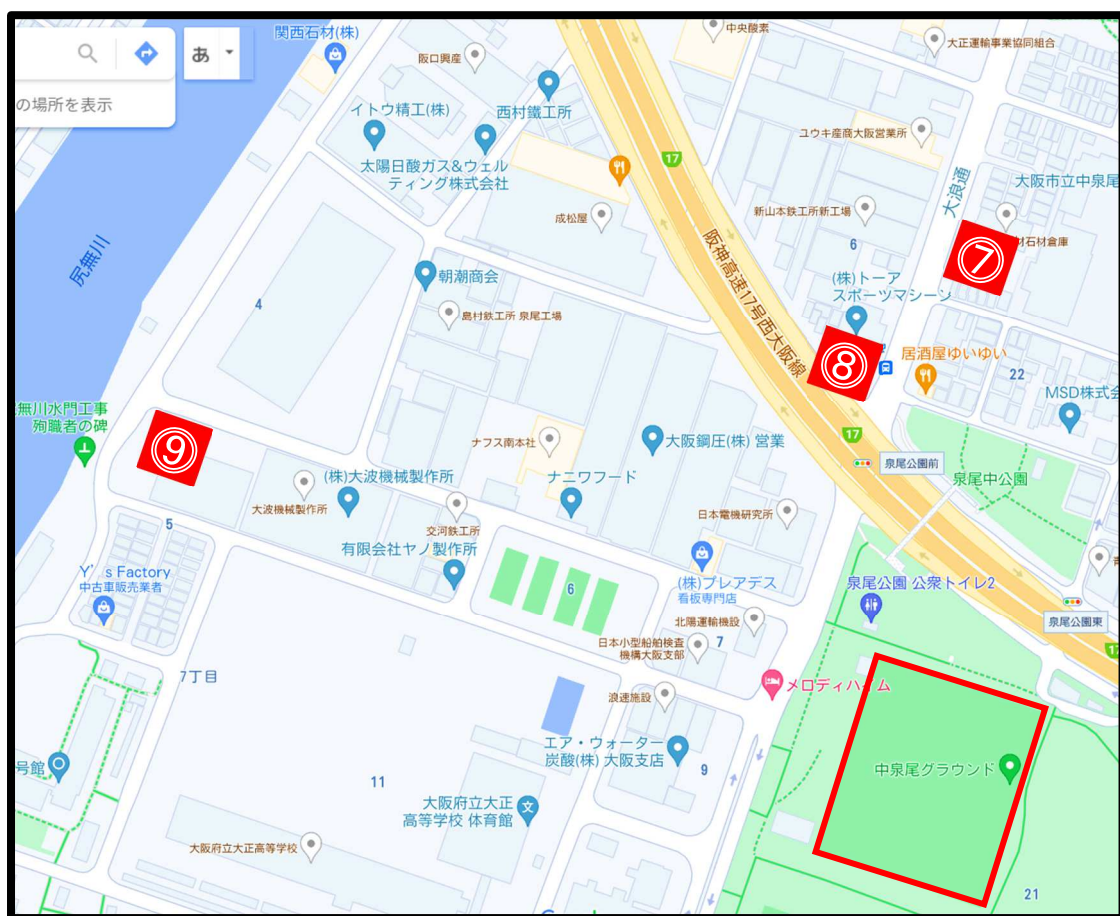 関西石材(株)
中央酸素
大正運輸事業協同組合
阪口興産
あ
の場所を表示
西村鐵工所
イトウ精工(株)
17
ユウキ産商大阪営業所
太陽日酸ガス&ウェル
ティング株式会社
大浪通
大阪市立中泉尾
成松屋
新山本鉄工所新工場
6
材石材倉庫
⑦
尻無川
阪神高速17号西大阪線
(株)トーア
スポーツマシーン
朝潮商会
4
島村鉄工所 泉尾工場
⑧
居酒屋ゆいゆい
22
MSD株式会
無川水門工事
殉職者の碑
⑨
ナフス南本社
大阪鋼圧(株) 営業
17
泉尾公園前
(株)大波機械製作所
ナニワフード
泉尾中公園
大波機械製作所
交河鉄工所
日本電機研究所
5
有限会社ヤノ製作所
Y's Factory
中古車販売業者
6
(株)プレアデス
看板専門店
泉尾公園 公衆トイレ2
北陽運輸機設
泉尾公園東
日本小型船舶検査
機構大阪支部
7
17
7丁目
メロディハイム
浪速施設
エア・ウォーター
炭酸(株) 大阪支店
9
号館
中泉尾グラウンド
11
大阪府立大正
高等学校 体育館
文
大阪府立大正高等学校
21